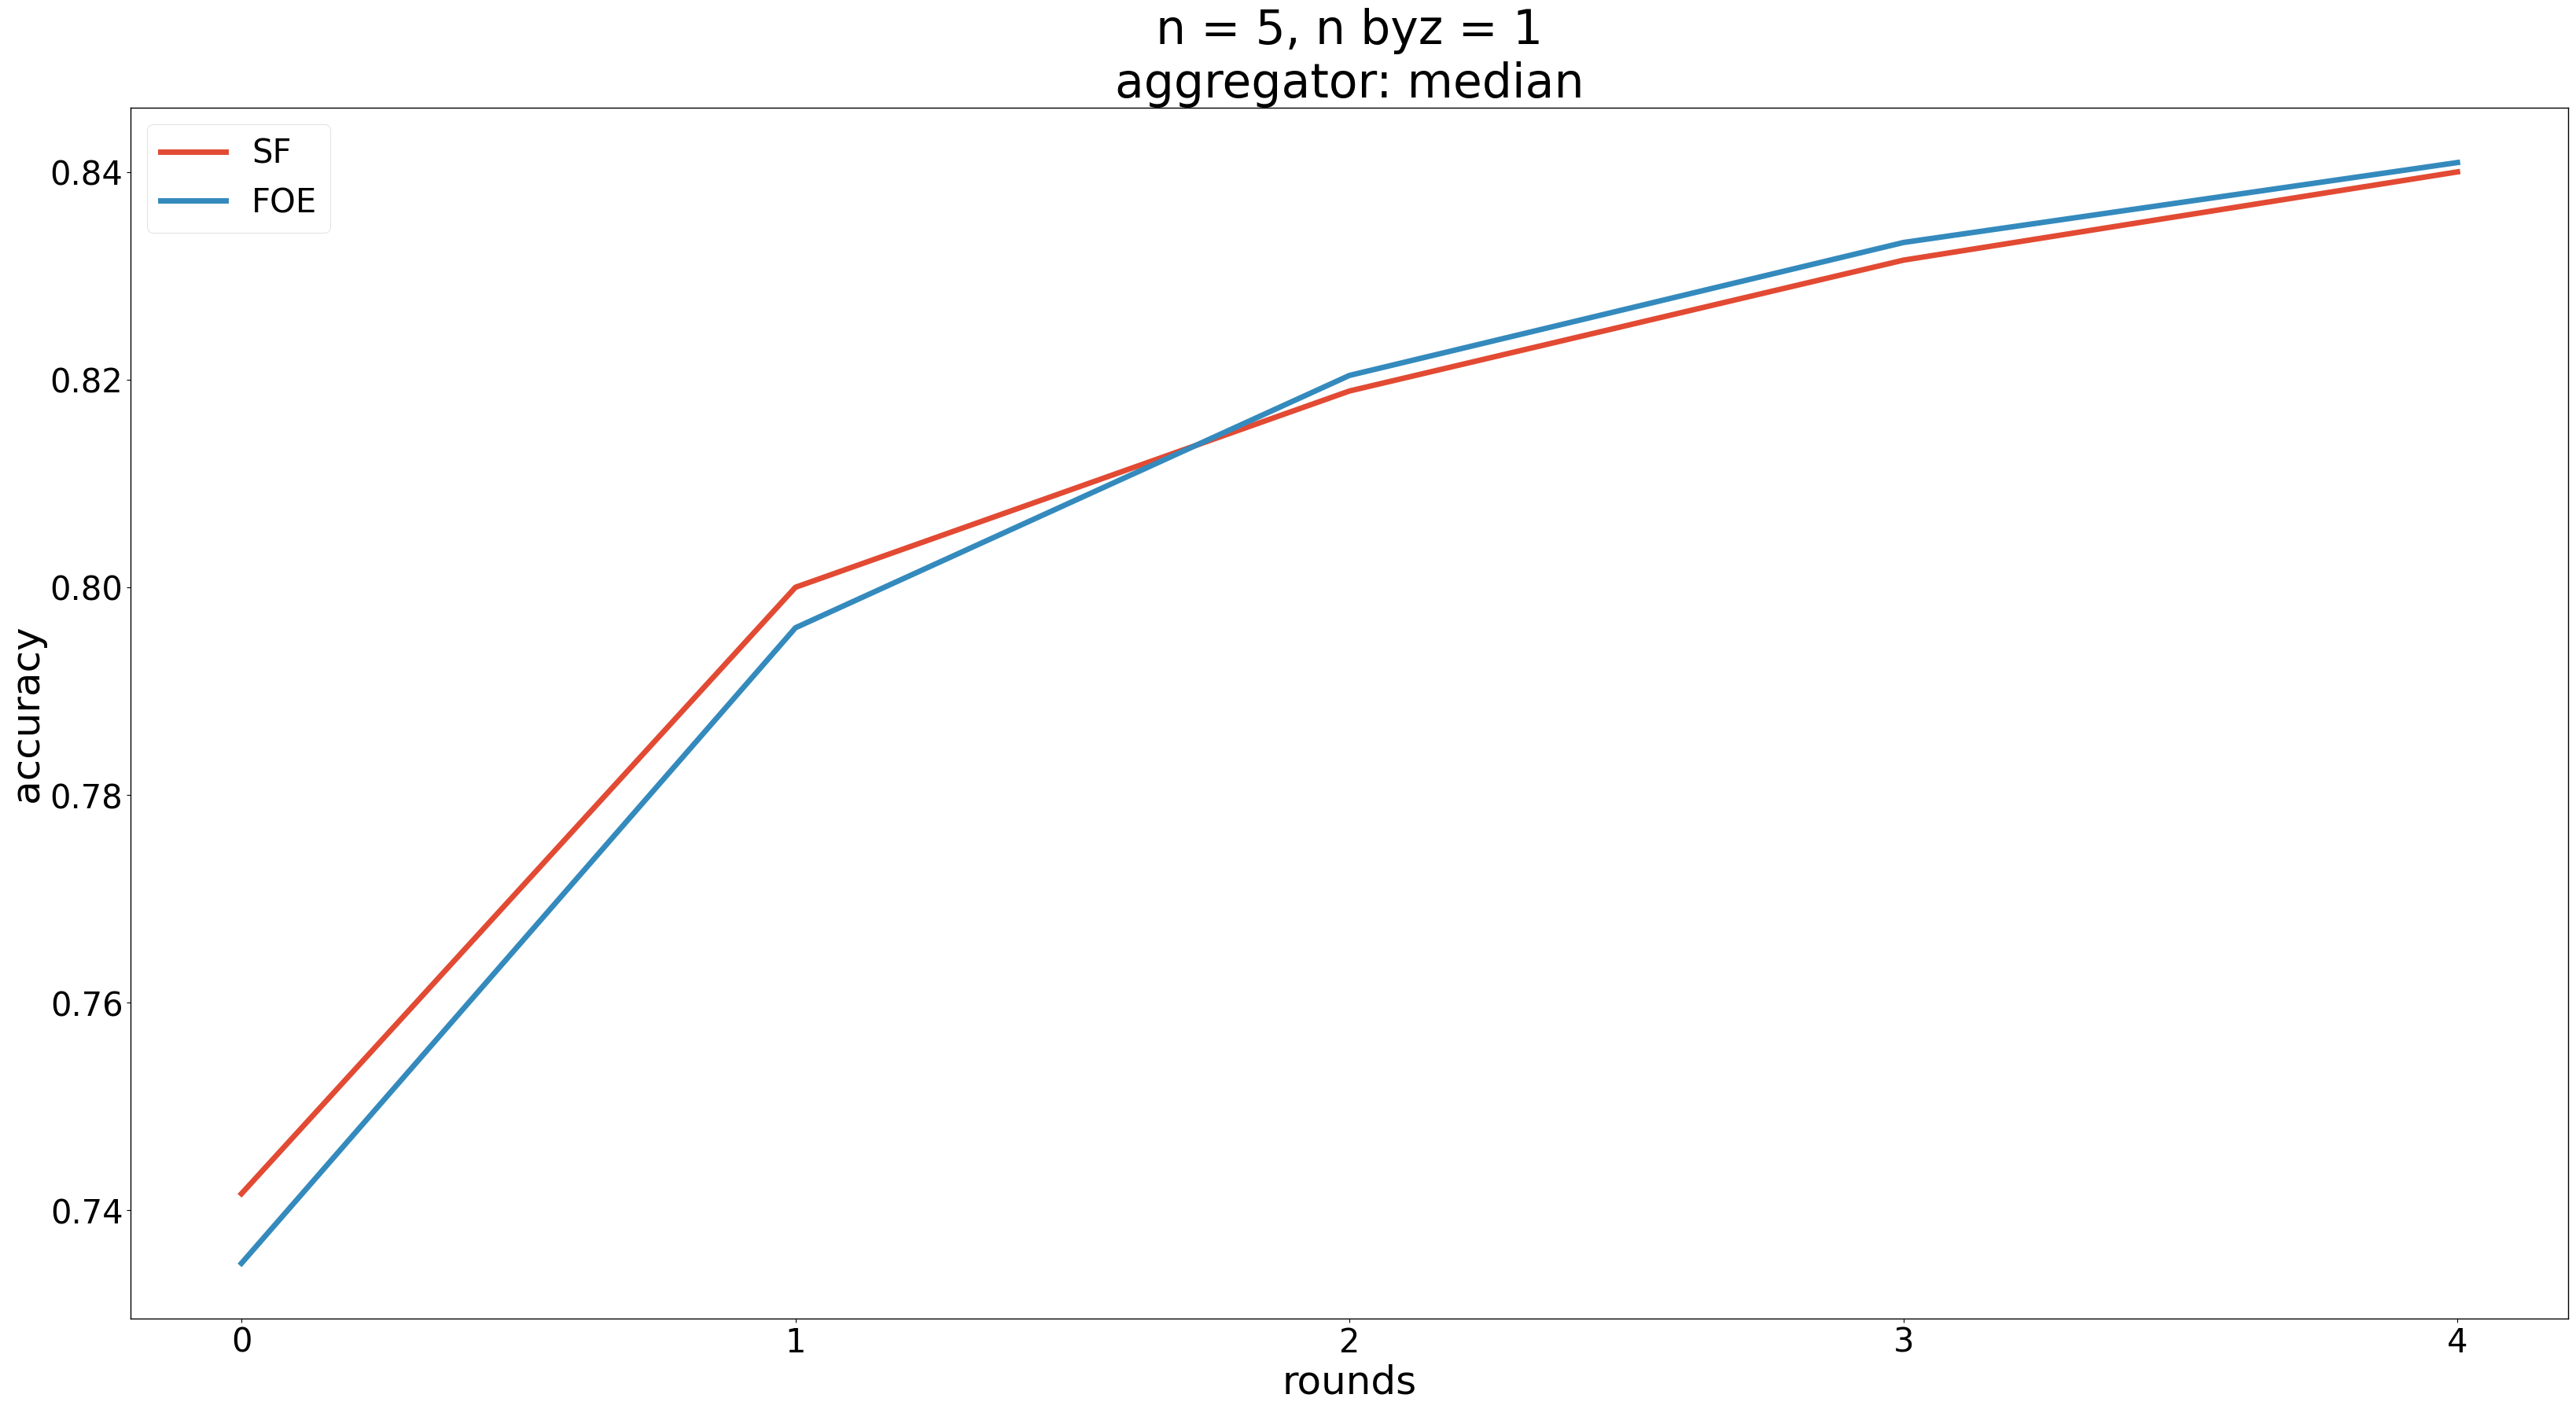 n = 5, n byz = 1
aggregator: median
SF
FOE
accuracy
0.84
0.82
0.80
0.78
0.76
0.74
0 1 2 3 4
rounds